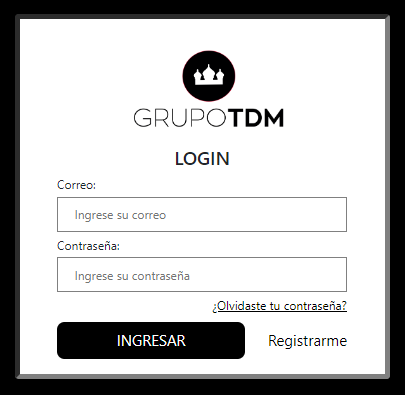 GRUPOTDM
LOGIN
Correo:
Ingrese su correo
Contraseña:
Ingrese su contraseña
¿Olvidaste tu contraseña?
INGRESAR Registrarme